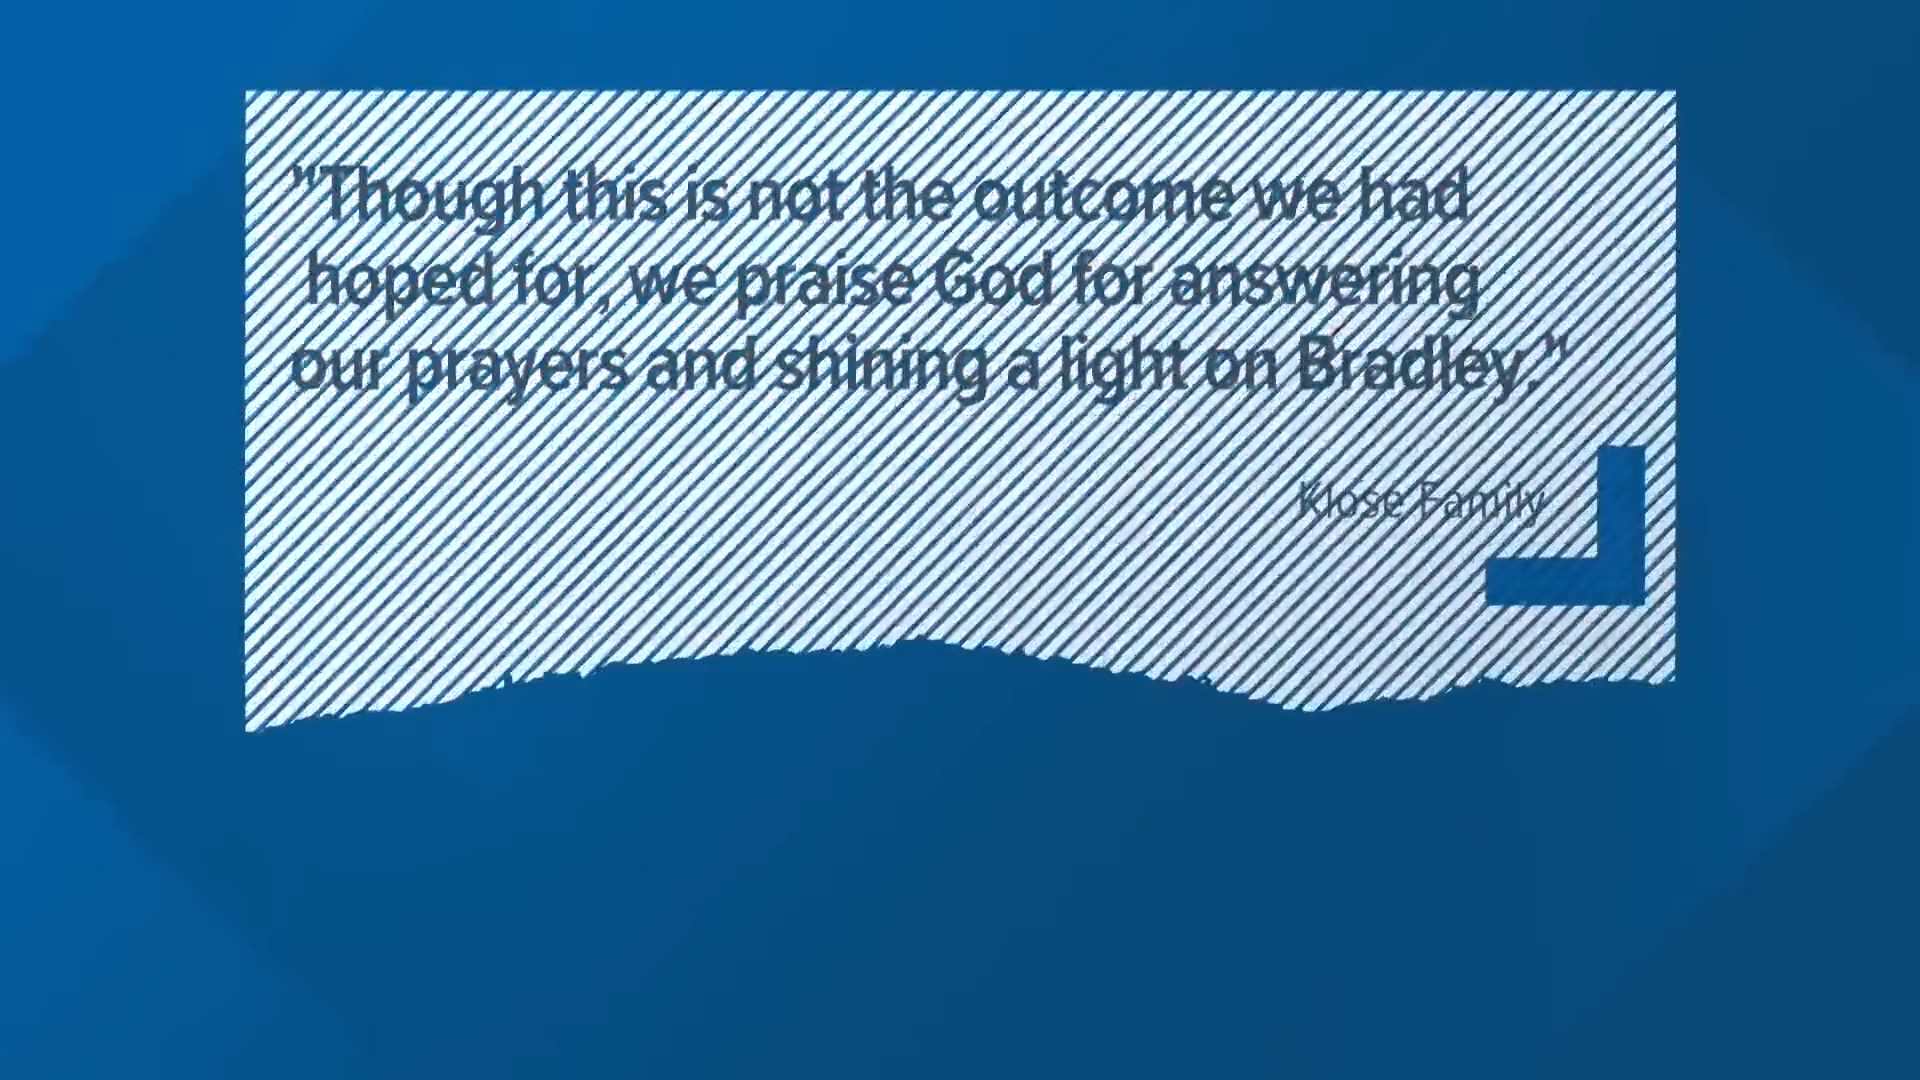 "Though this is not the outcome we had
hoped for, we praise God for answering
our prayers and shining a light on Bradley."
Klose Family